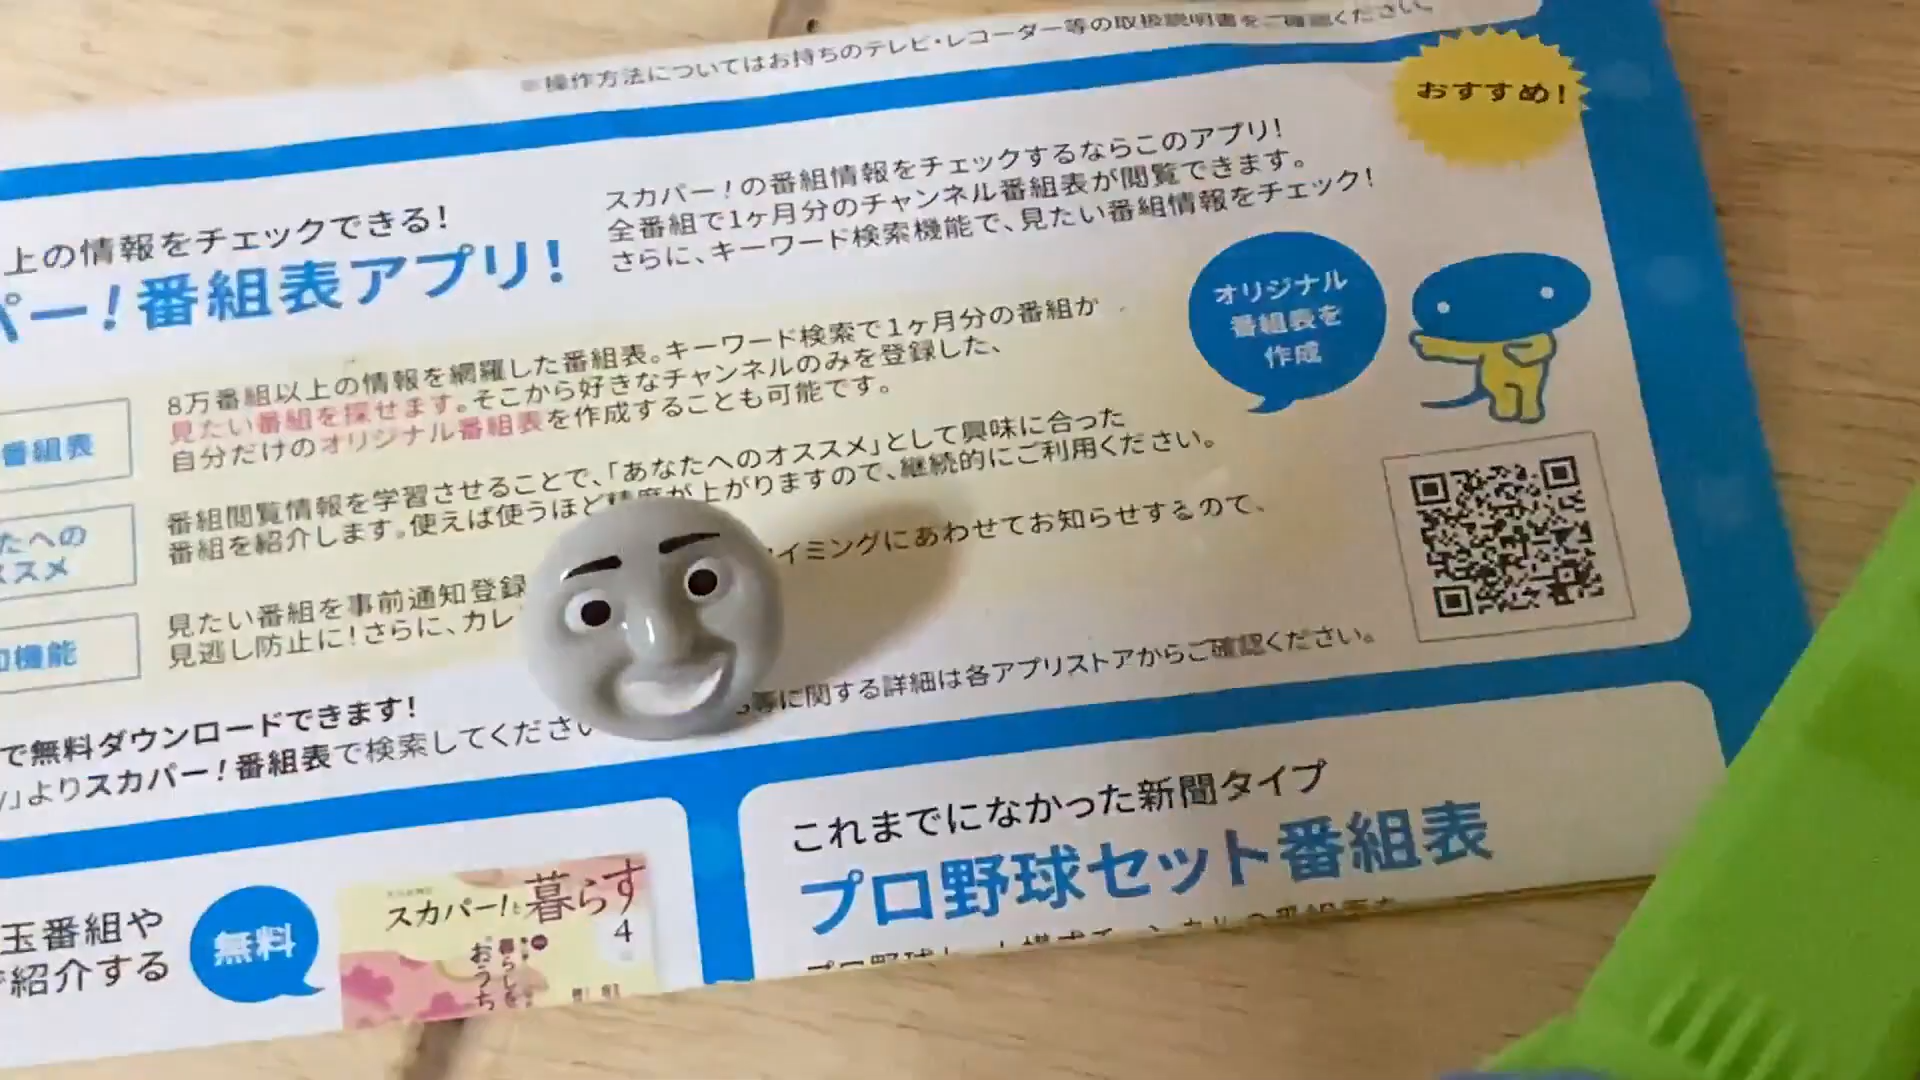 ※操作方法についてはお持ちのテレビ・レコーダー等の取扱説明書をご確認ください。
おすすめ!
上の情報をチェックできる!
パー!番組表アプリ!
スカパー!の番組情報をチェックするならこのアプリ!
全番組で1ヶ月分のチャンネル番組表が閲覧できます。
さらに、キーワード検索機能で、見たい番組情報をチェック!
オリジナル
番組表を
作成
番組表
8万番組以上の情報を網羅した番組表。キーワード検索で1ヶ月分の番組か
見たい番組を探せます。そこから好きなチャンネルのみを登録した、
自分だけのオリジナル番組表を作成することも可能です。
たへの
ススメ
番組閲覧情報を学習させることで、「あなたへのオススメ」として興味に合った
番組を紹介します。使えば使うほど精度が上がりますので、継続的にご利用ください。
機能
見たい番組を事前通知登録
イミングにあわせてお知らせするので、
見逃し防止に!さらに、カレ
で無料ダウンロードできます!
よりスカパー!番組表で検索してください
等に関する詳細は各アプリストアからご確認ください。
玉番組や
紹介する
無料
スカパー!と暮らす
4
暮らしを
おうち
これまでになかった新聞タイプ
プロ野球セット番組表